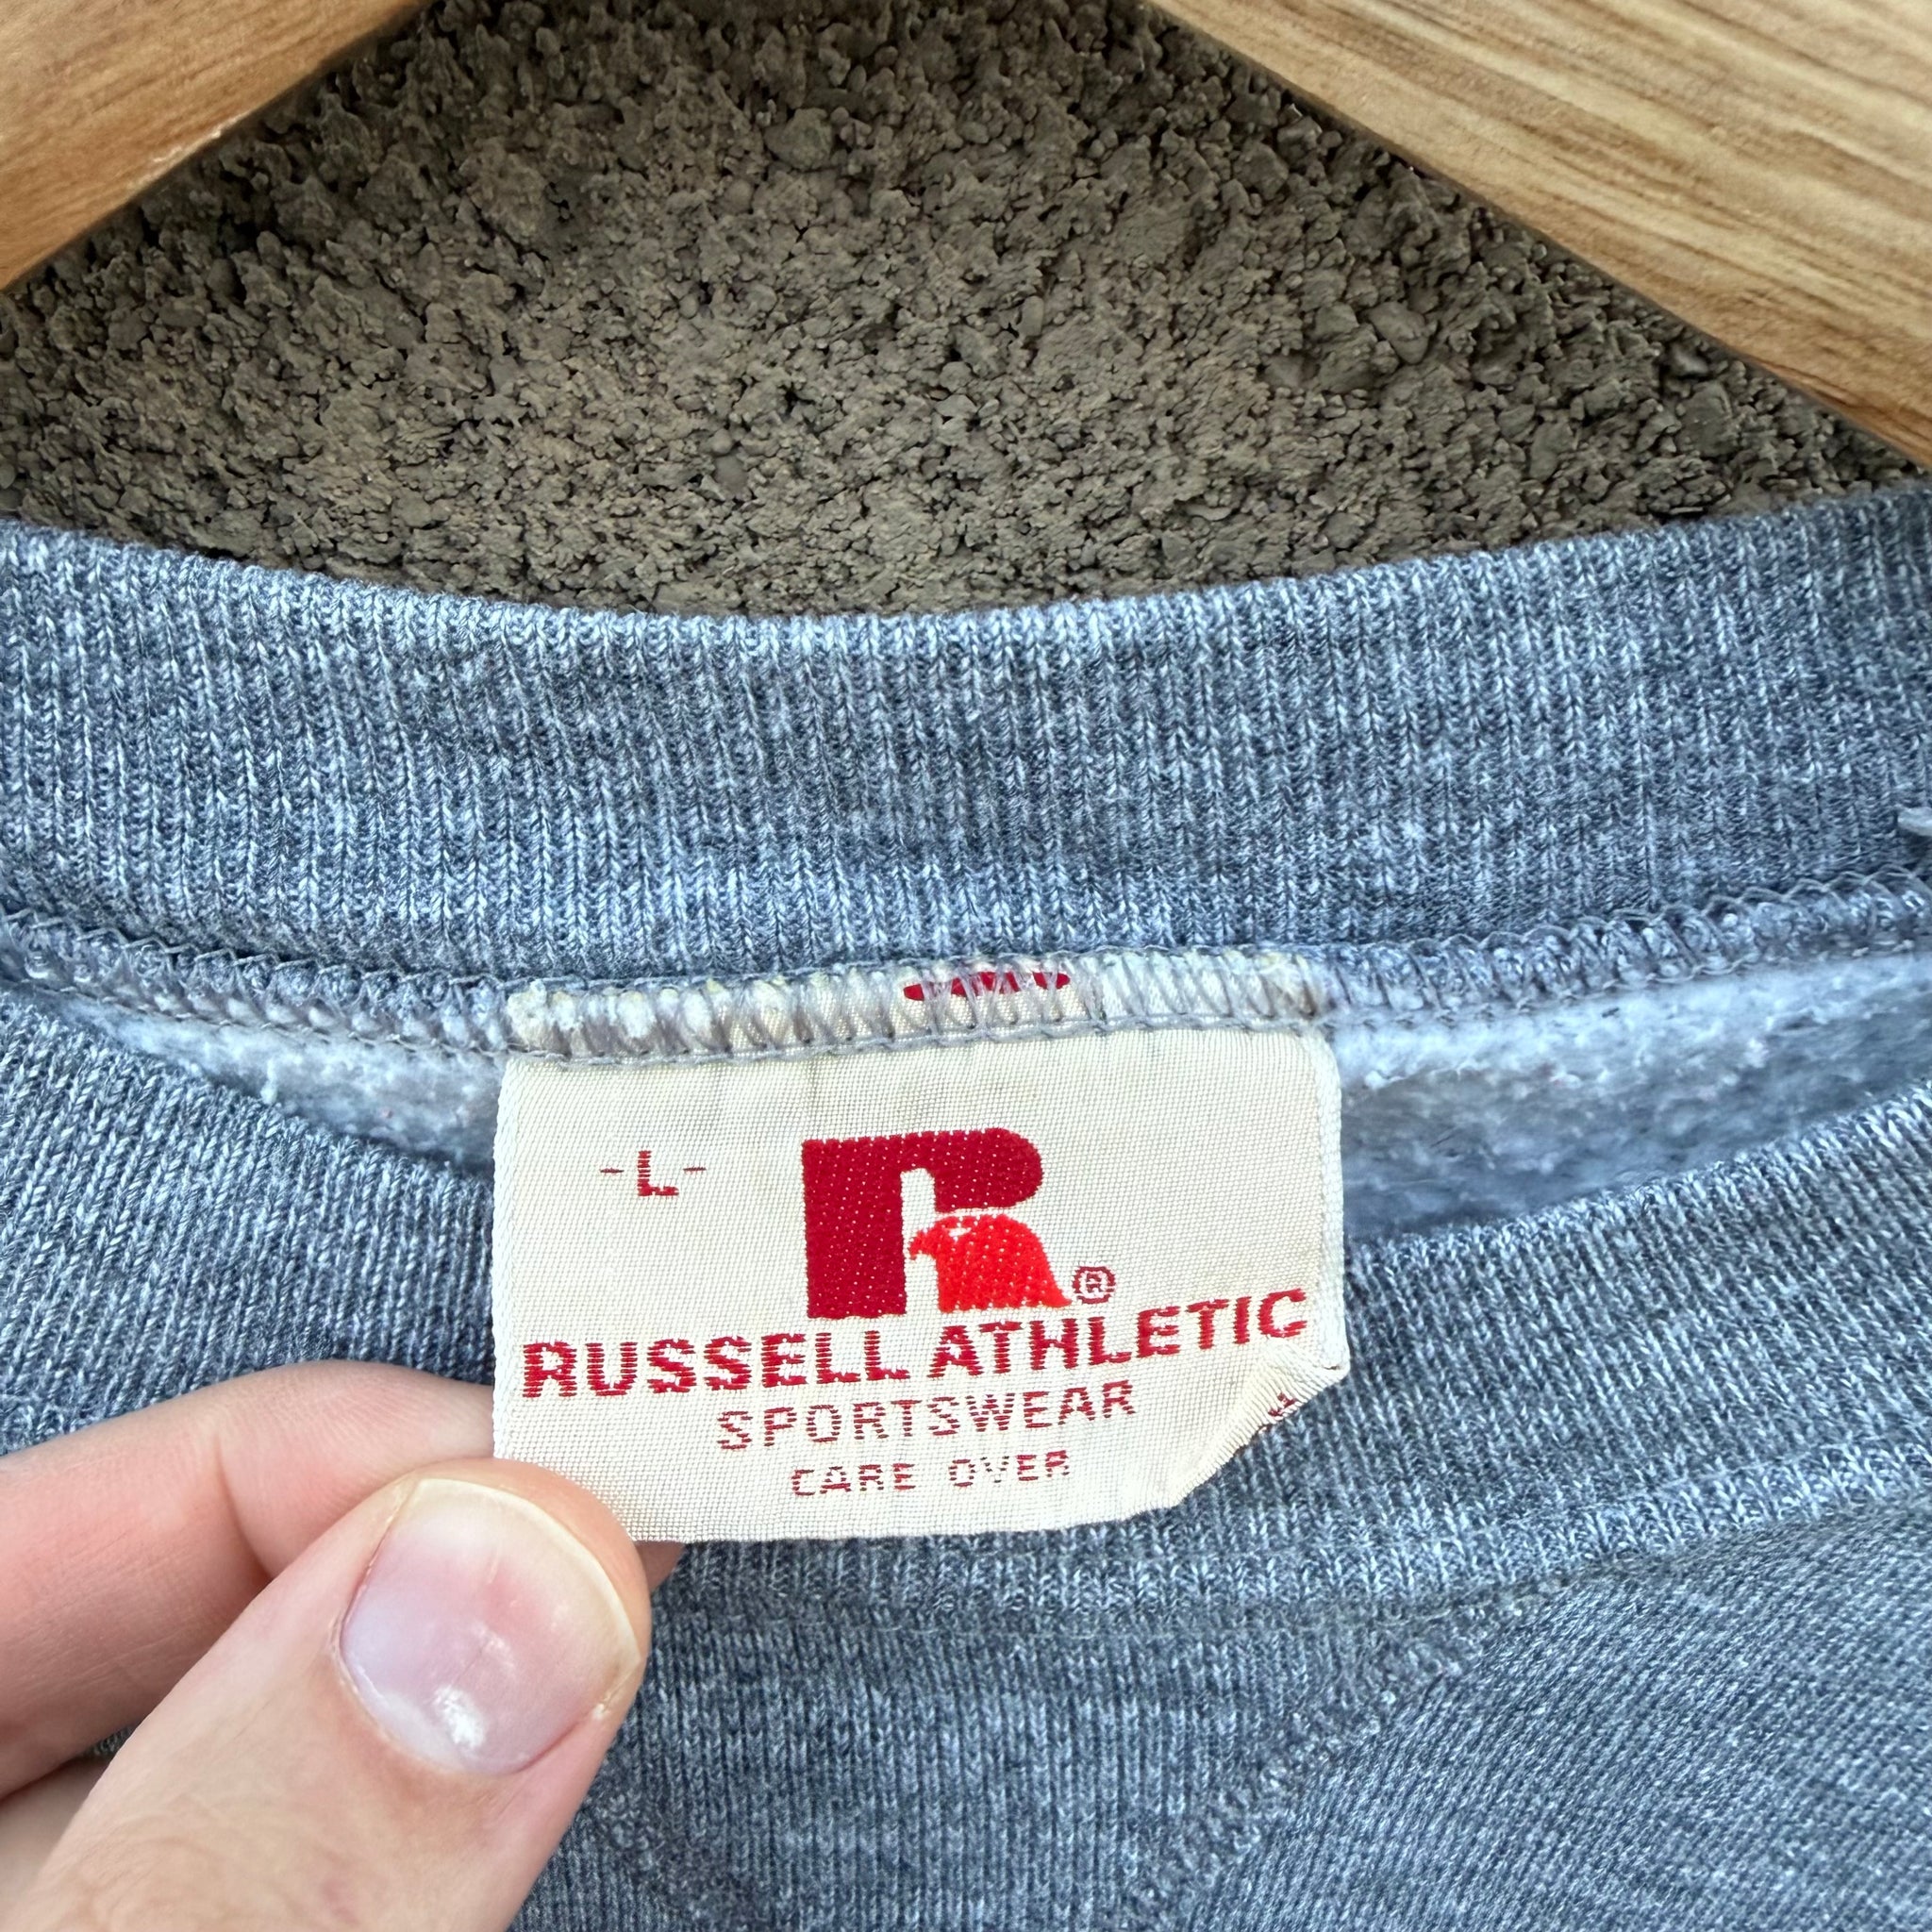 -L-
R®
RUSSELL ATHLETIC
SPORTSWEAR
CARE OVER